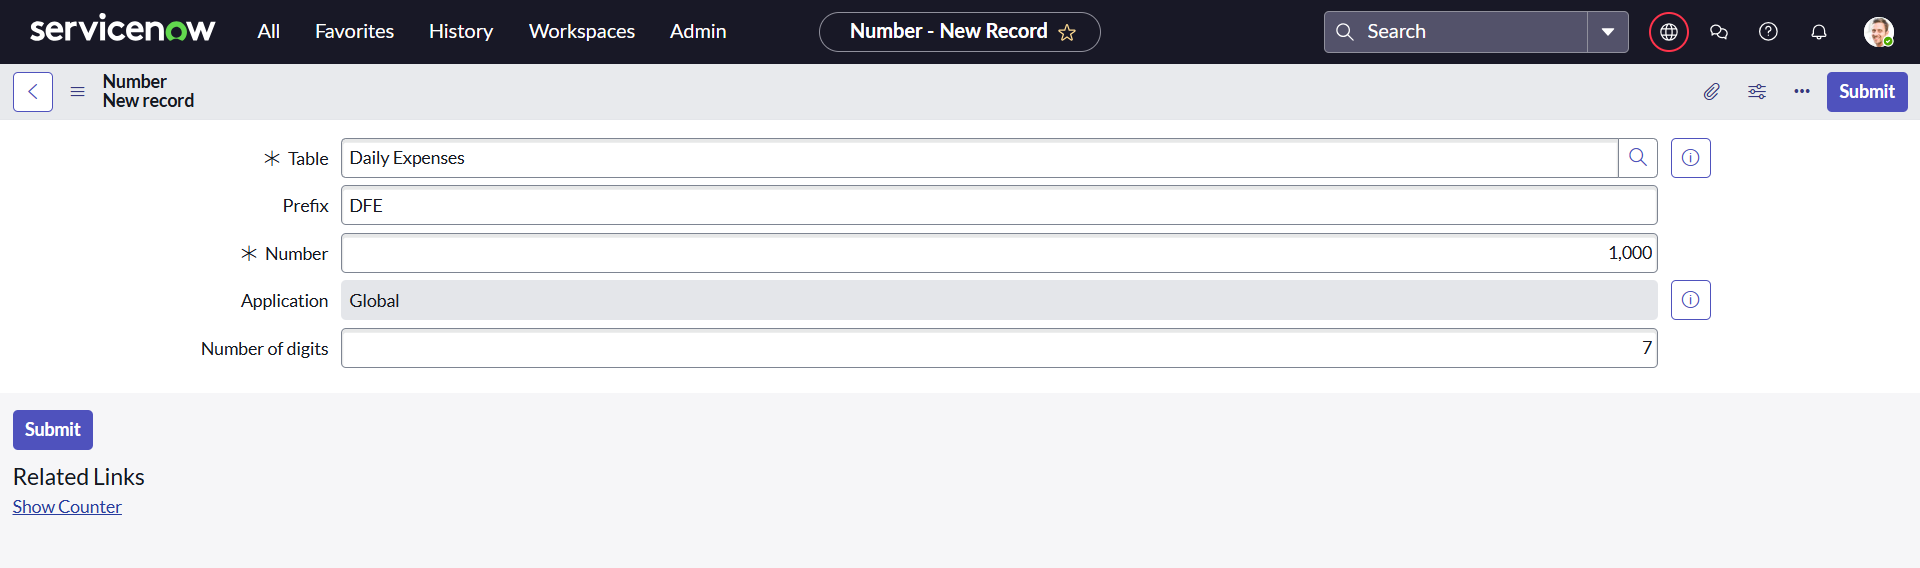 servicenow All Favorites History Workspaces Admin Number - New Record Search
Number
New record
Submit
* Table Daily Expenses
Prefix DFE
* Number 1,000
Application Global
Number of digits 7
Submit
Related Links
Show Counter